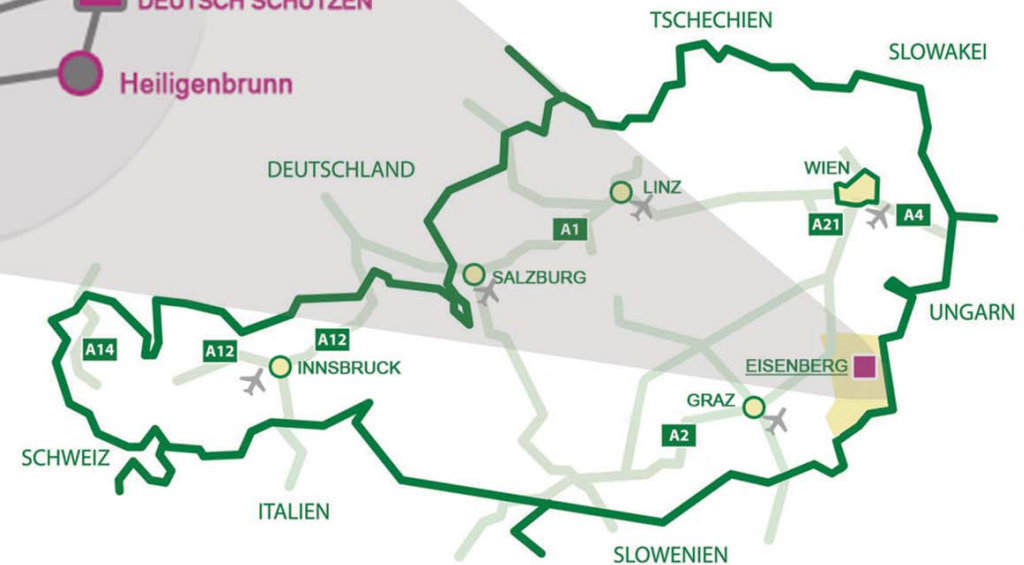 DEUTSCH SCHÜTZEN
Heiligenbrunn
TSCHECHIEN
SLOWAKEI
DEUTSCHLAND
WIEN
LINZ
A1
A21
A4
SALZBURG
UNGARN
A14
A12
A12
INNSBRUCK
EISENBERG
GRAZ
A2
SCHWEIZ
ITALIEN
SLOWENIEN